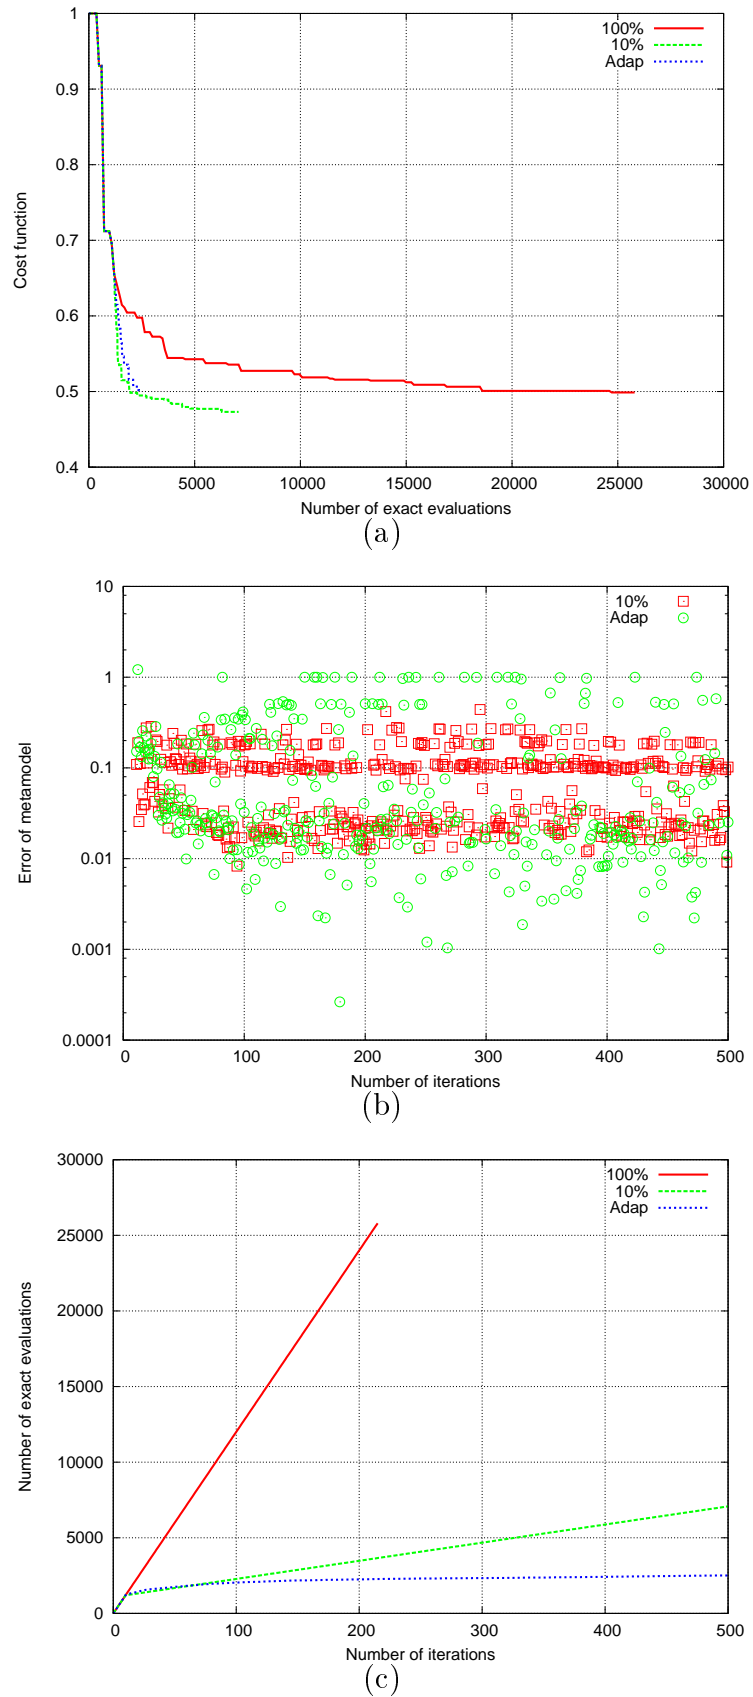 1
0.9
0.8
0.7
0.6
0.5
0.4
0 5000 10000 15000 20000 25000 30000
Cost function
Number of exact evaluations
100%
10%
Adap
(a)
10
1
0.1
0.01
0.001
0.0001
0 100 200 300 400 500
Error of metamodel
Number of iterations
10%
Adap
(b)
30000
25000
20000
15000
10000
5000
0
0 100 200 300 400 500
Number of exact evaluations
Number of iterations
100%
10%
Adap
(c)